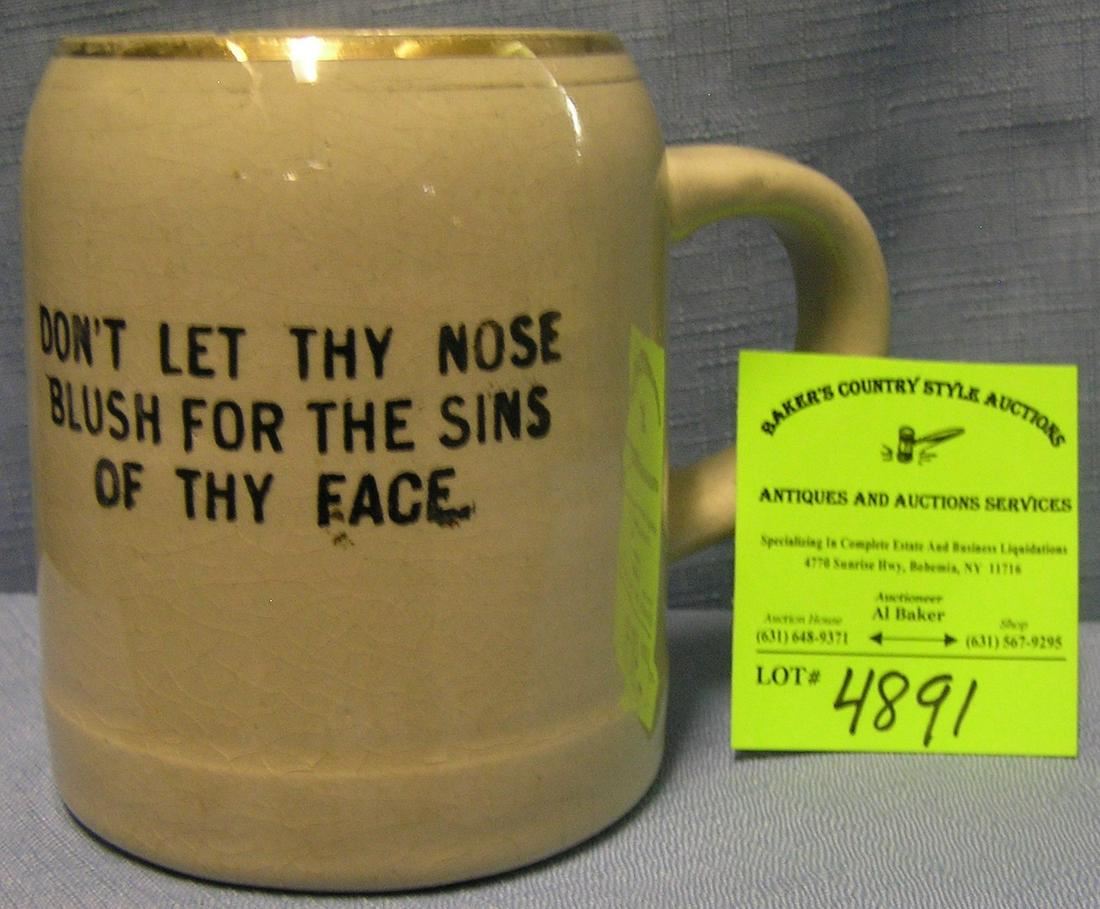 DON'T LET THY NOSE
BLUSH FOR THE SINS
OF THY FACE
BAKER'S COUNTRY STYLE AUCTIONS
ANTIQUES AND AUCTIONS SERVICES
Specializing In Complete Estate And Business Liquidations
4770 Sunrise Hwy, Bohemia, NY 11716
Auctioneer
Al Baker
Auction House
(631) 648-9371
Shop
(631) 567-9295
LOT# 4891